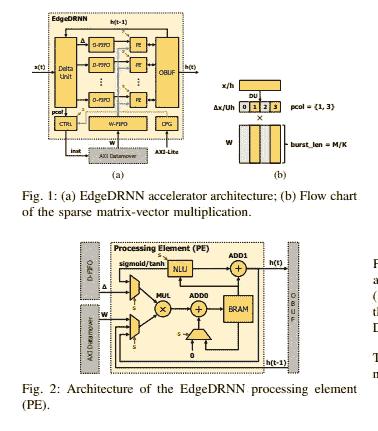 EdgeDRNN
h(t-1)
x(t)
Delta Unit
Δ
D-FIFO
s
PE
OBUF
h(t)
D-FIFO
PE
D-FIFO
PE
pcol
CTRL
W-FIFO
CFG
inst
W
AXI-Lite
AXI Datamover
(a)
x/h
DU
Δx/Uh
0 1 2 3
pcol = {1, 3}
×
W
burst_len = M/K
(b)
Fig. 1: (a) EdgeDRNN accelerator architecture; (b) Flow chart
of the sparse matrix-vector multiplication.
Processing Element (PE)
D-FIFO
sigmoid/tanh
s
NLU
ADD1
h(t)
Δ
MUL
ADD0
W
BRAM
s
s
s
0
AXI Datamover
OBUF
h(t-1)
Fig. 2: Architecture of the EdgeDRNN processing element
(PE).
F
a
(
th
D
T
n